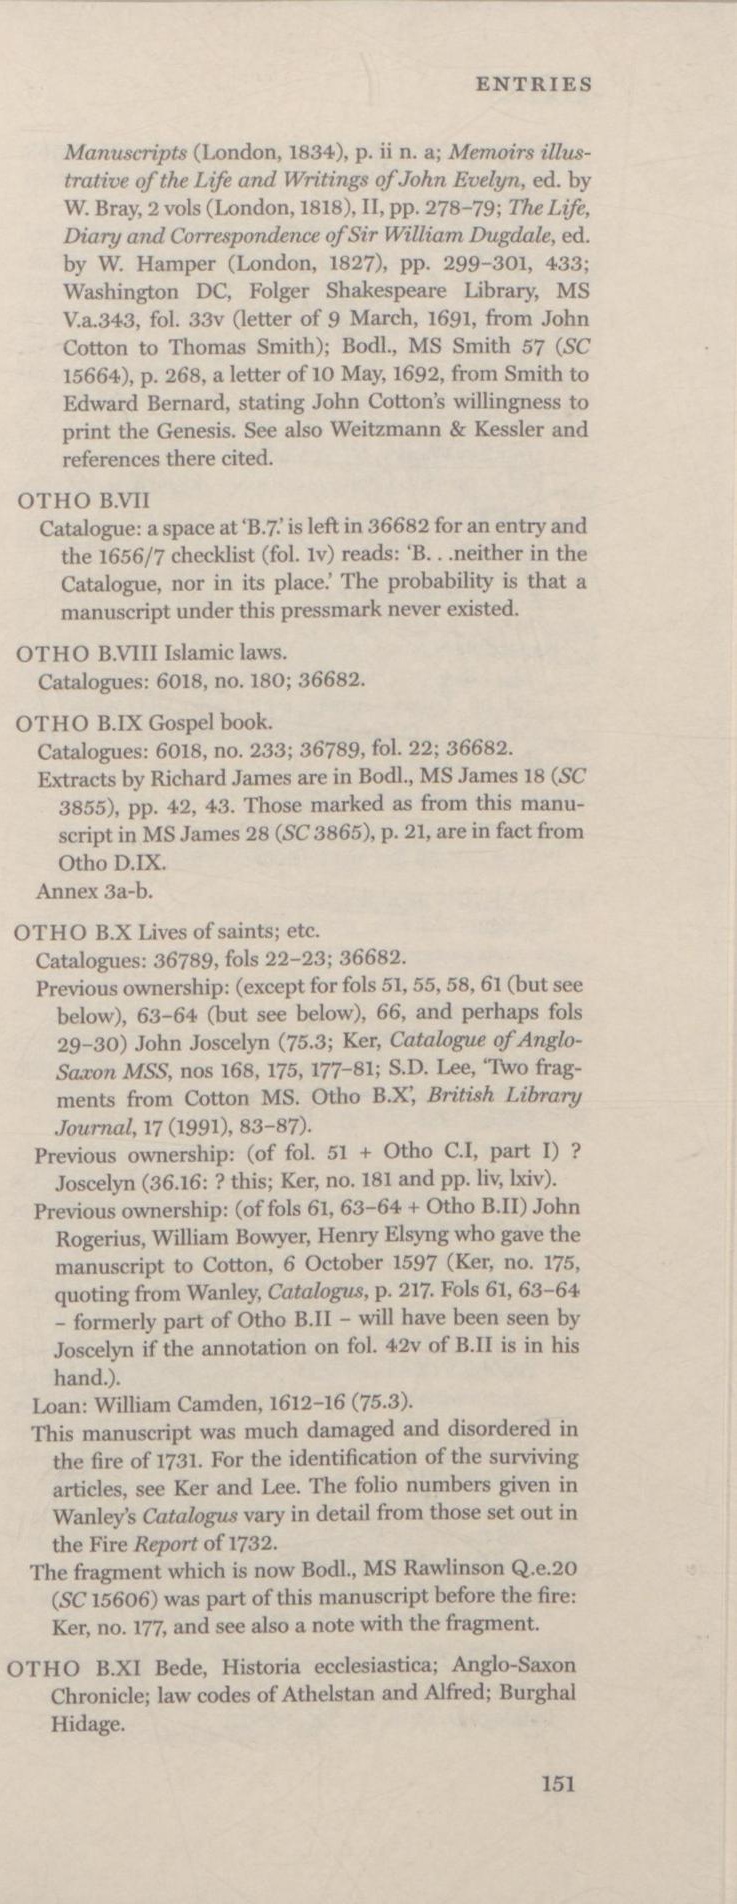 ENTRIES
Manuscripts (London, 1834), p. ii n. a; Memoirs illus-
trative of the Life and Writings of John Evelyn, ed. by
W. Bray, 2 vols (London, 1818), II, pp. 278–79; The Life,
Diary and Correspondence of Sir William Dugdale, ed.
by W. Hamper (London, 1827), pp. 299–301, 433;
Washington DC, Folger Shakespeare Library, MS
V.a.343, fol. 33v (letter of 9 March, 1691, from John
Cotton to Thomas Smith); Bodl., MS Smith 57 (SC
15664), p. 268, a letter of 10 May, 1692, from Smith to
Edward Bernard, stating John Cotton's willingness to
print the Genesis. See also Weitzmann & Kessler and
references there cited.
OTHO B.VII
Catalogue: a space at ‘B.7.’ is left in 36682 for an entry and
the 1656/7 checklist (fol. 1v) reads: ‘B. . .neither in the
Catalogue, nor in its place.’ The probability is that a
manuscript under this pressmark never existed.
OTHO B.VIII Islamic laws.
Catalogues: 6018, no. 180; 36682.
OTHO B.IX Gospel book.
Catalogues: 6018, no. 233; 36789, fol. 22; 36682.
Extracts by Richard James are in Bodl., MS James 18 (SC
3855), pp. 42, 43. Those marked as from this manu-
script in MS James 28 (SC 3865), p. 21, are in fact from
Otho D.IX.
Annex 3a-b.
OTHO B.X Lives of saints; etc.
Catalogues: 36789, fols 22–23; 36682.
Previous ownership: (except for fols 51, 55, 58, 61 (but see
below), 63–64 (but see below), 66, and perhaps fols
29–30) John Joscelyn (75.3; Ker, Catalogue of Anglo-
Saxon MSS, nos 168, 175, 177–81; S.D. Lee, ‘Two frag-
ments from Cotton MS. Otho B.X’, British Library
Journal, 17 (1991), 83–87).
Previous ownership: (of fol. 51 + Otho C.I, part I) ?
Joscelyn (36.16: ? this; Ker, no. 181 and pp. liv, lxiv).
Previous ownership: (of fols 61, 63–64 + Otho B.II) John
Rogerius, William Bowyer, Henry Elsyng who gave the
manuscript to Cotton, 6 October 1597 (Ker, no. 175,
quoting from Wanley, Catalogus, p. 217. Fols 61, 63–64
– formerly part of Otho B.II – will have been seen by
Joscelyn if the annotation on fol. 42v of B.II is in his
hand.).
Loan: William Camden, 1612–16 (75.3).
This manuscript was much damaged and disordered in
the fire of 1731. For the identification of the surviving
articles, see Ker and Lee. The folio numbers given in
Wanley's Catalogus vary in detail from those set out in
the Fire Report of 1732.
The fragment which is now Bodl., MS Rawlinson Q.e.20
(SC 15606) was part of this manuscript before the fire:
Ker, no. 177, and see also a note with the fragment.
OTHO B.XI Bede, Historia ecclesiastica; Anglo-Saxon
Chronicle; law codes of Athelstan and Alfred; Burghal
Hidage.
151